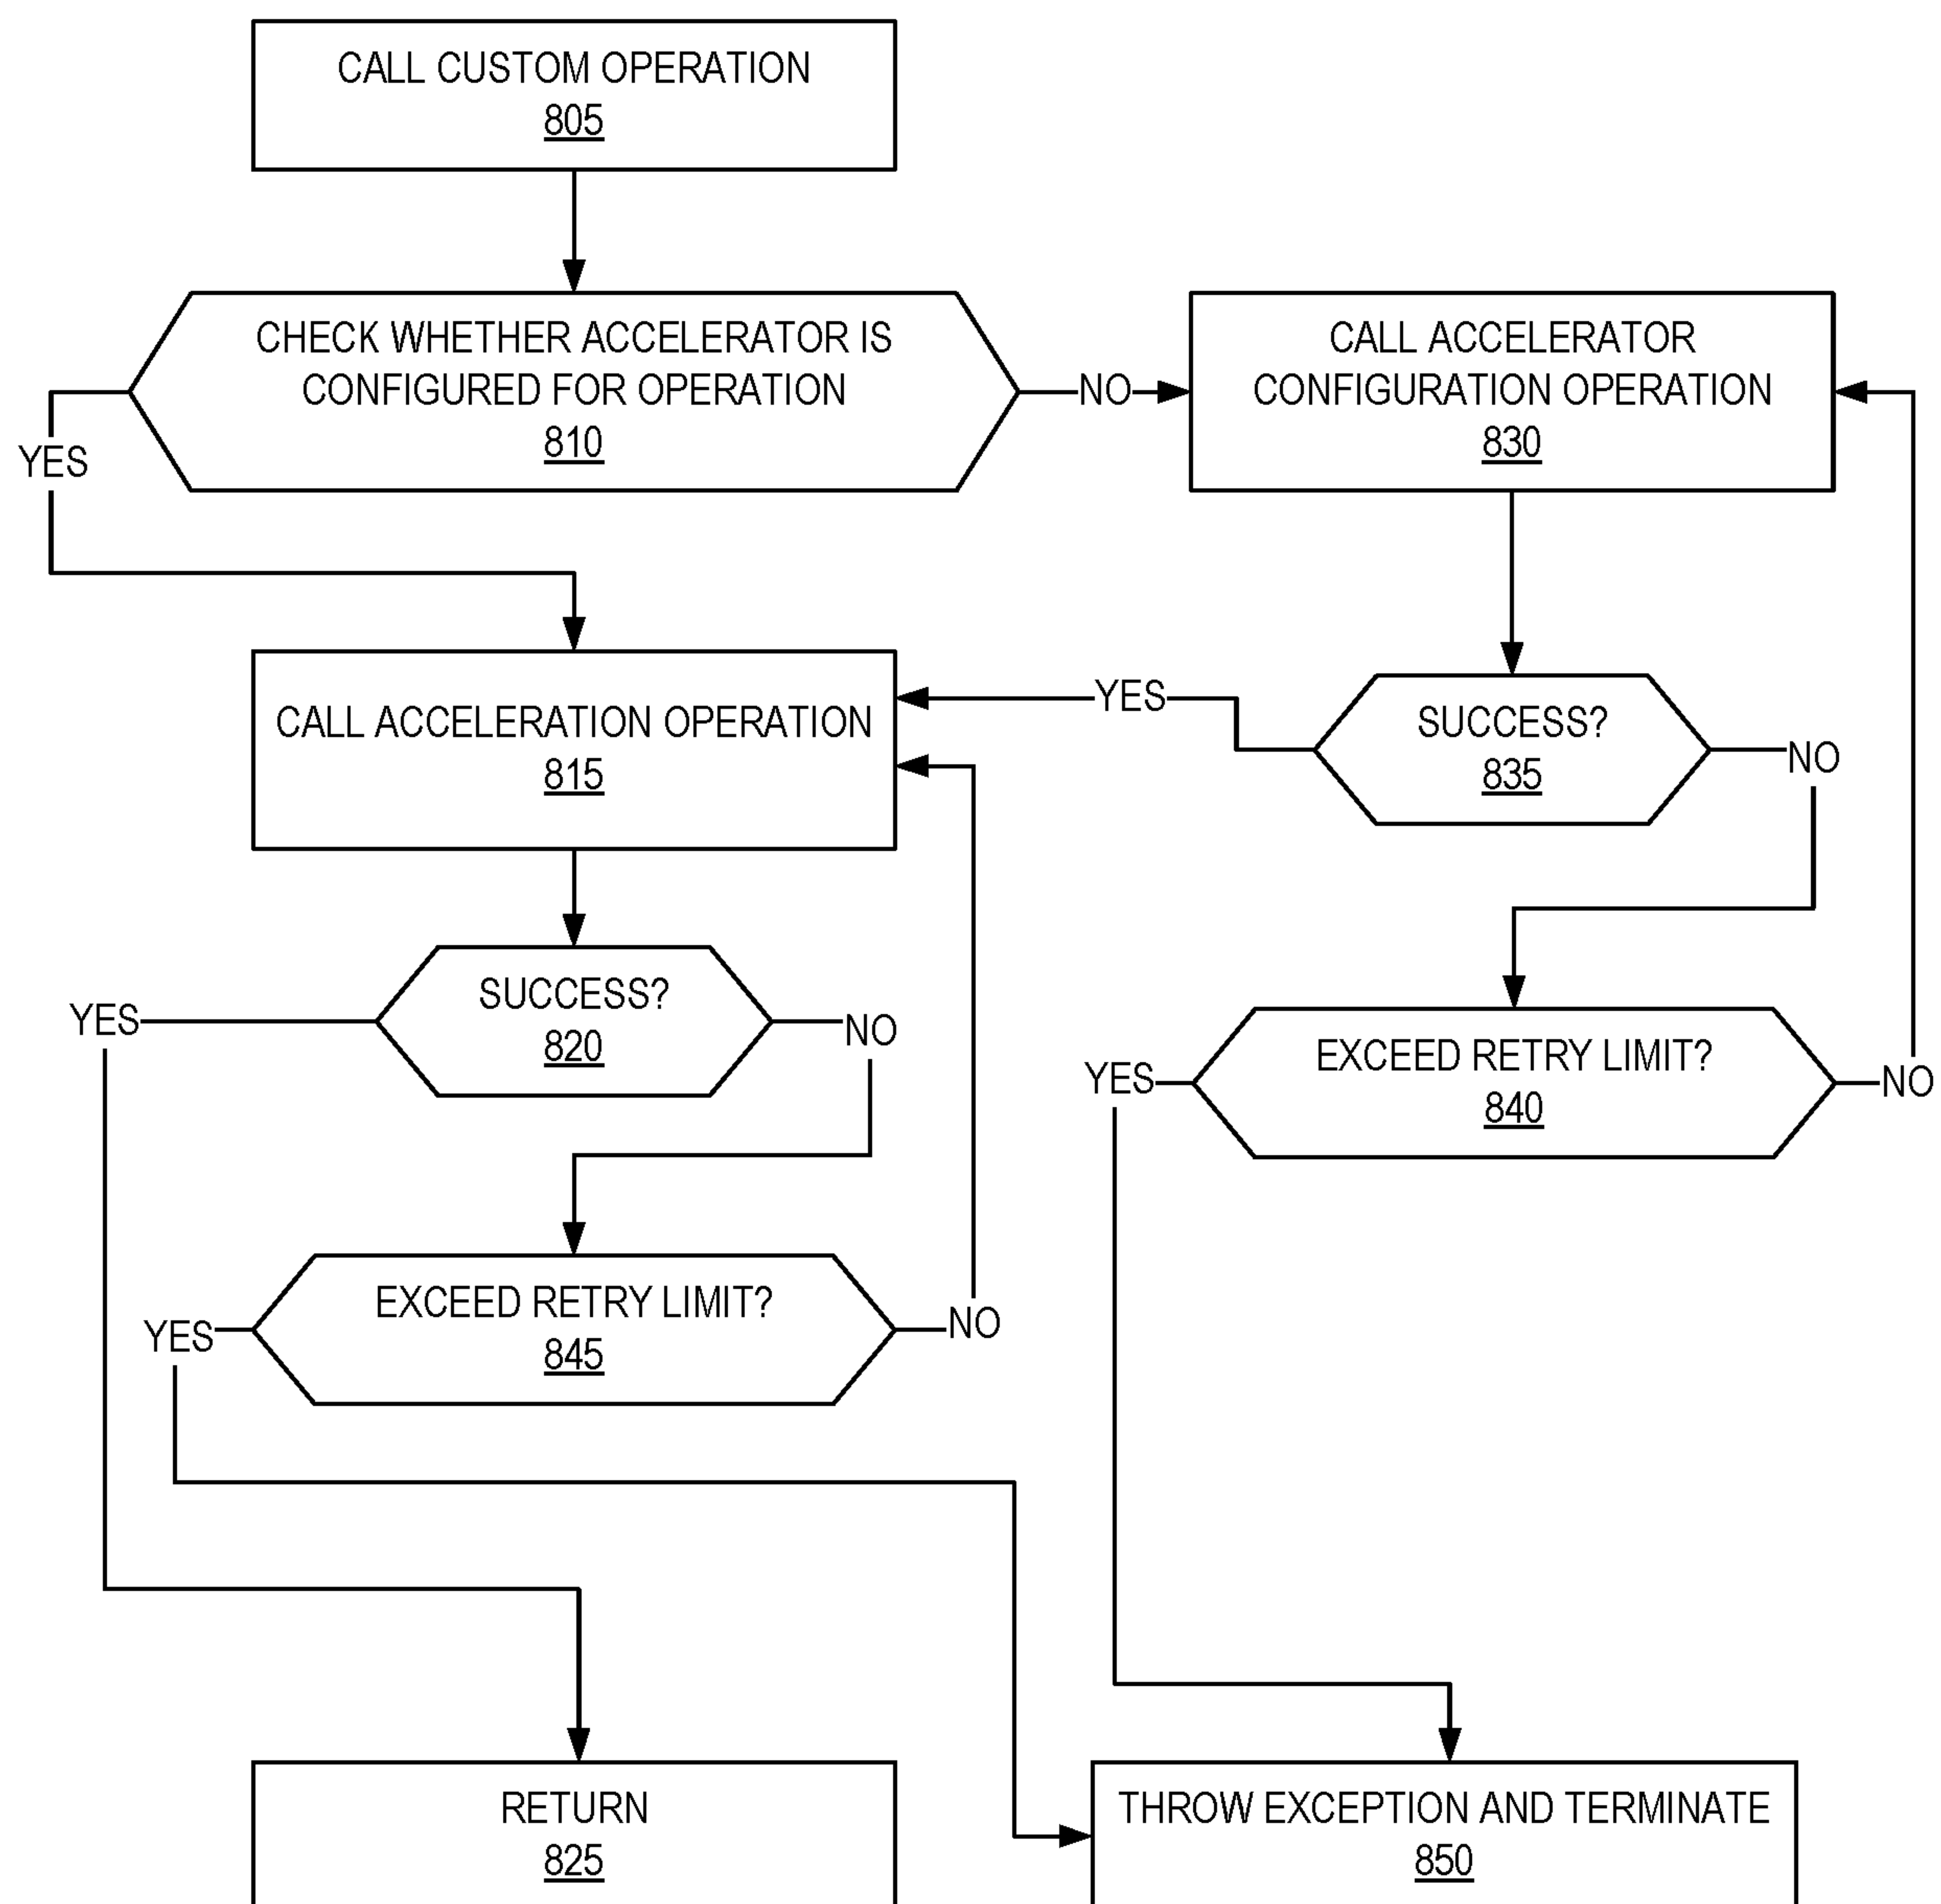 CALL CUSTOM OPERATION
805
CHECK WHETHER ACCELERATOR IS
CONFIGURED FOR OPERATION
810
NO
CALL ACCELERATOR
CONFIGURATION OPERATION
830
YES
CALL ACCELERATION OPERATION
815
YES
SUCCESS?
835
NO
YES
SUCCESS?
820
NO
YES
EXCEED RETRY LIMIT?
840
NO
YES
EXCEED RETRY LIMIT?
845
NO
RETURN
825
THROW EXCEPTION AND TERMINATE
850